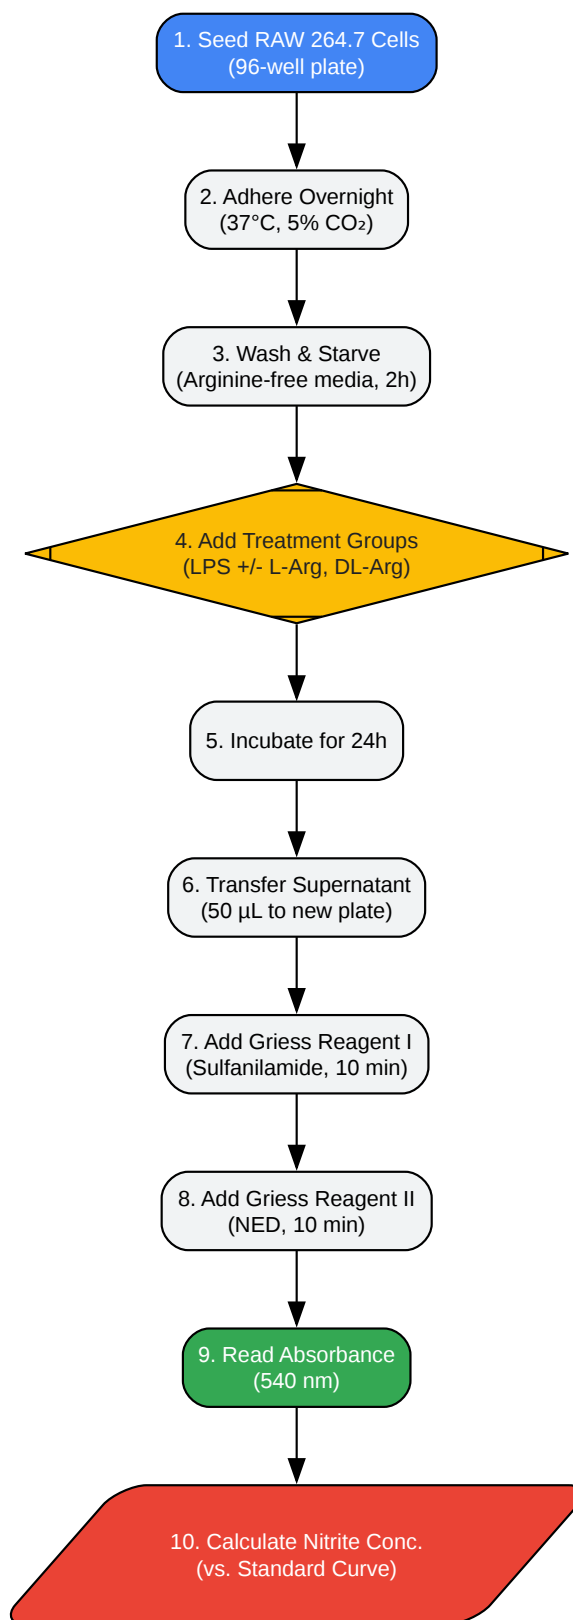 1. Seed RAW 264.7 Cells
(96-well plate)
2. Adhere Overnight
(37°C, 5% CO₂)
3. Wash & Starve
(Arginine-free media, 2h)
4. Add Treatment Groups
(LPS +/- L-Arg, DL-Arg)
5. Incubate for 24h
6. Transfer Supernatant
(50 µL to new plate)
7. Add Griess Reagent I
(Sulfanilamide, 10 min)
8. Add Griess Reagent II
(NED, 10 min)
9. Read Absorbance
(540 nm)
10. Calculate Nitrite Conc.
(vs. Standard Curve)